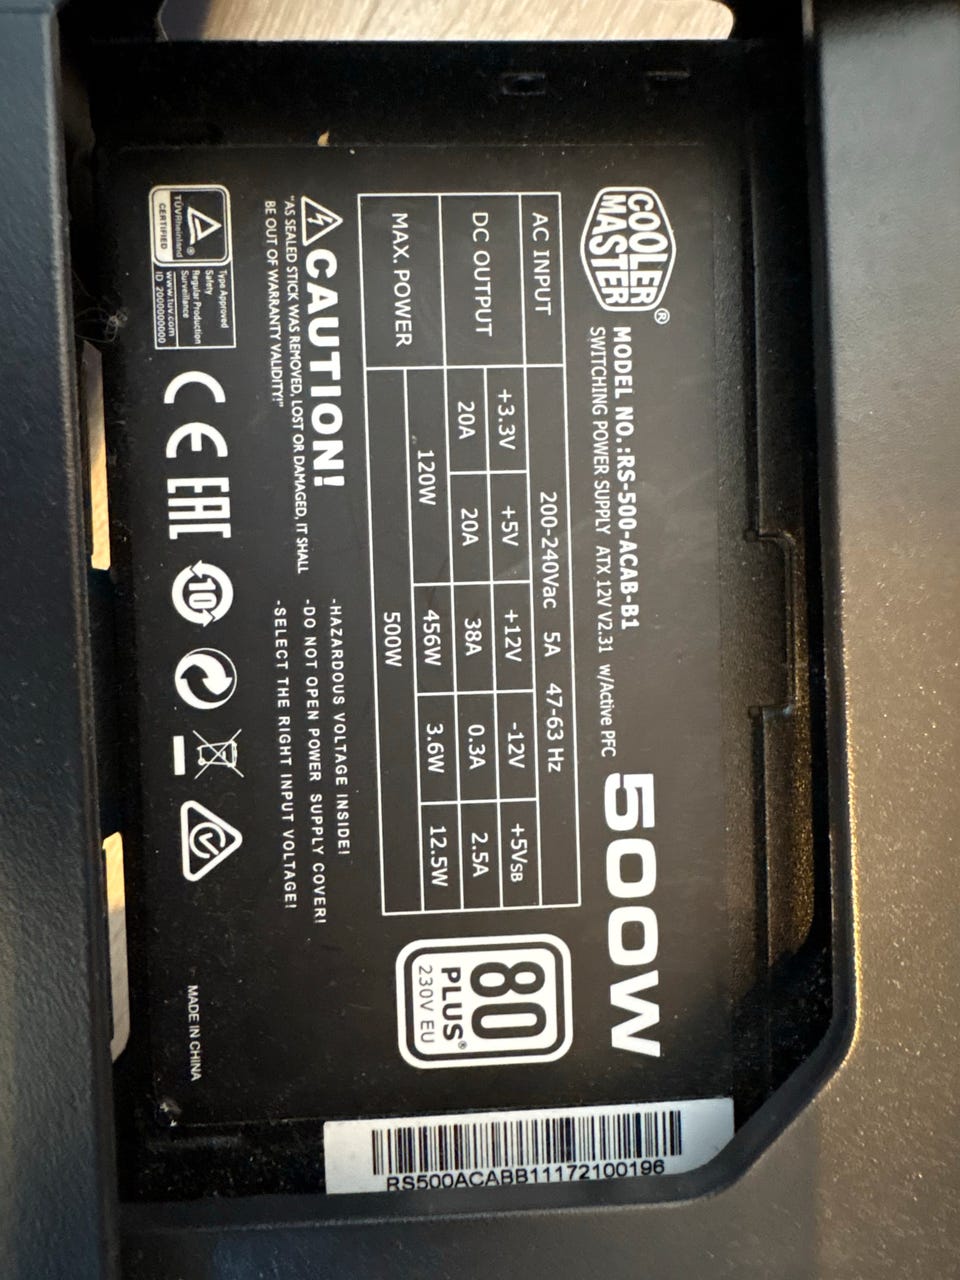 COOLER
MASTER®
MODEL NO.:RS-500-ACAB-B1
SWITCHING POWER SUPPLY ATX 12V V2.31 w/Active PFC
500W
AC INPUT 200-240Vac 5A 47-63 Hz
DC OUTPUT +3.3V +5V +12V -12V +5VSB
20A 20A 38A 0.3A 2.5A
MAX. POWER 120W 456W 3.6W 12.5W
500W
80
PLUS®
230V EU
CAUTION!
"AS SEALED STICK WAS REMOVED, LOST OR DAMAGED, IT SHALL
BE OUT OF WARRANTY VALIDITY!"
-HAZARDOUS VOLTAGE INSIDE!
-DO NOT OPEN POWER SUPPLY COVER!
-SELECT THE RIGHT INPUT VOLTAGE!
TÜVRheinland®
CERTIFIED
Type Approved
Safety
Regular Production
Surveillance
www.tuv.com
ID 2000000000
CE EAC 10
MADE IN CHINA
RS500ACABB11172100196